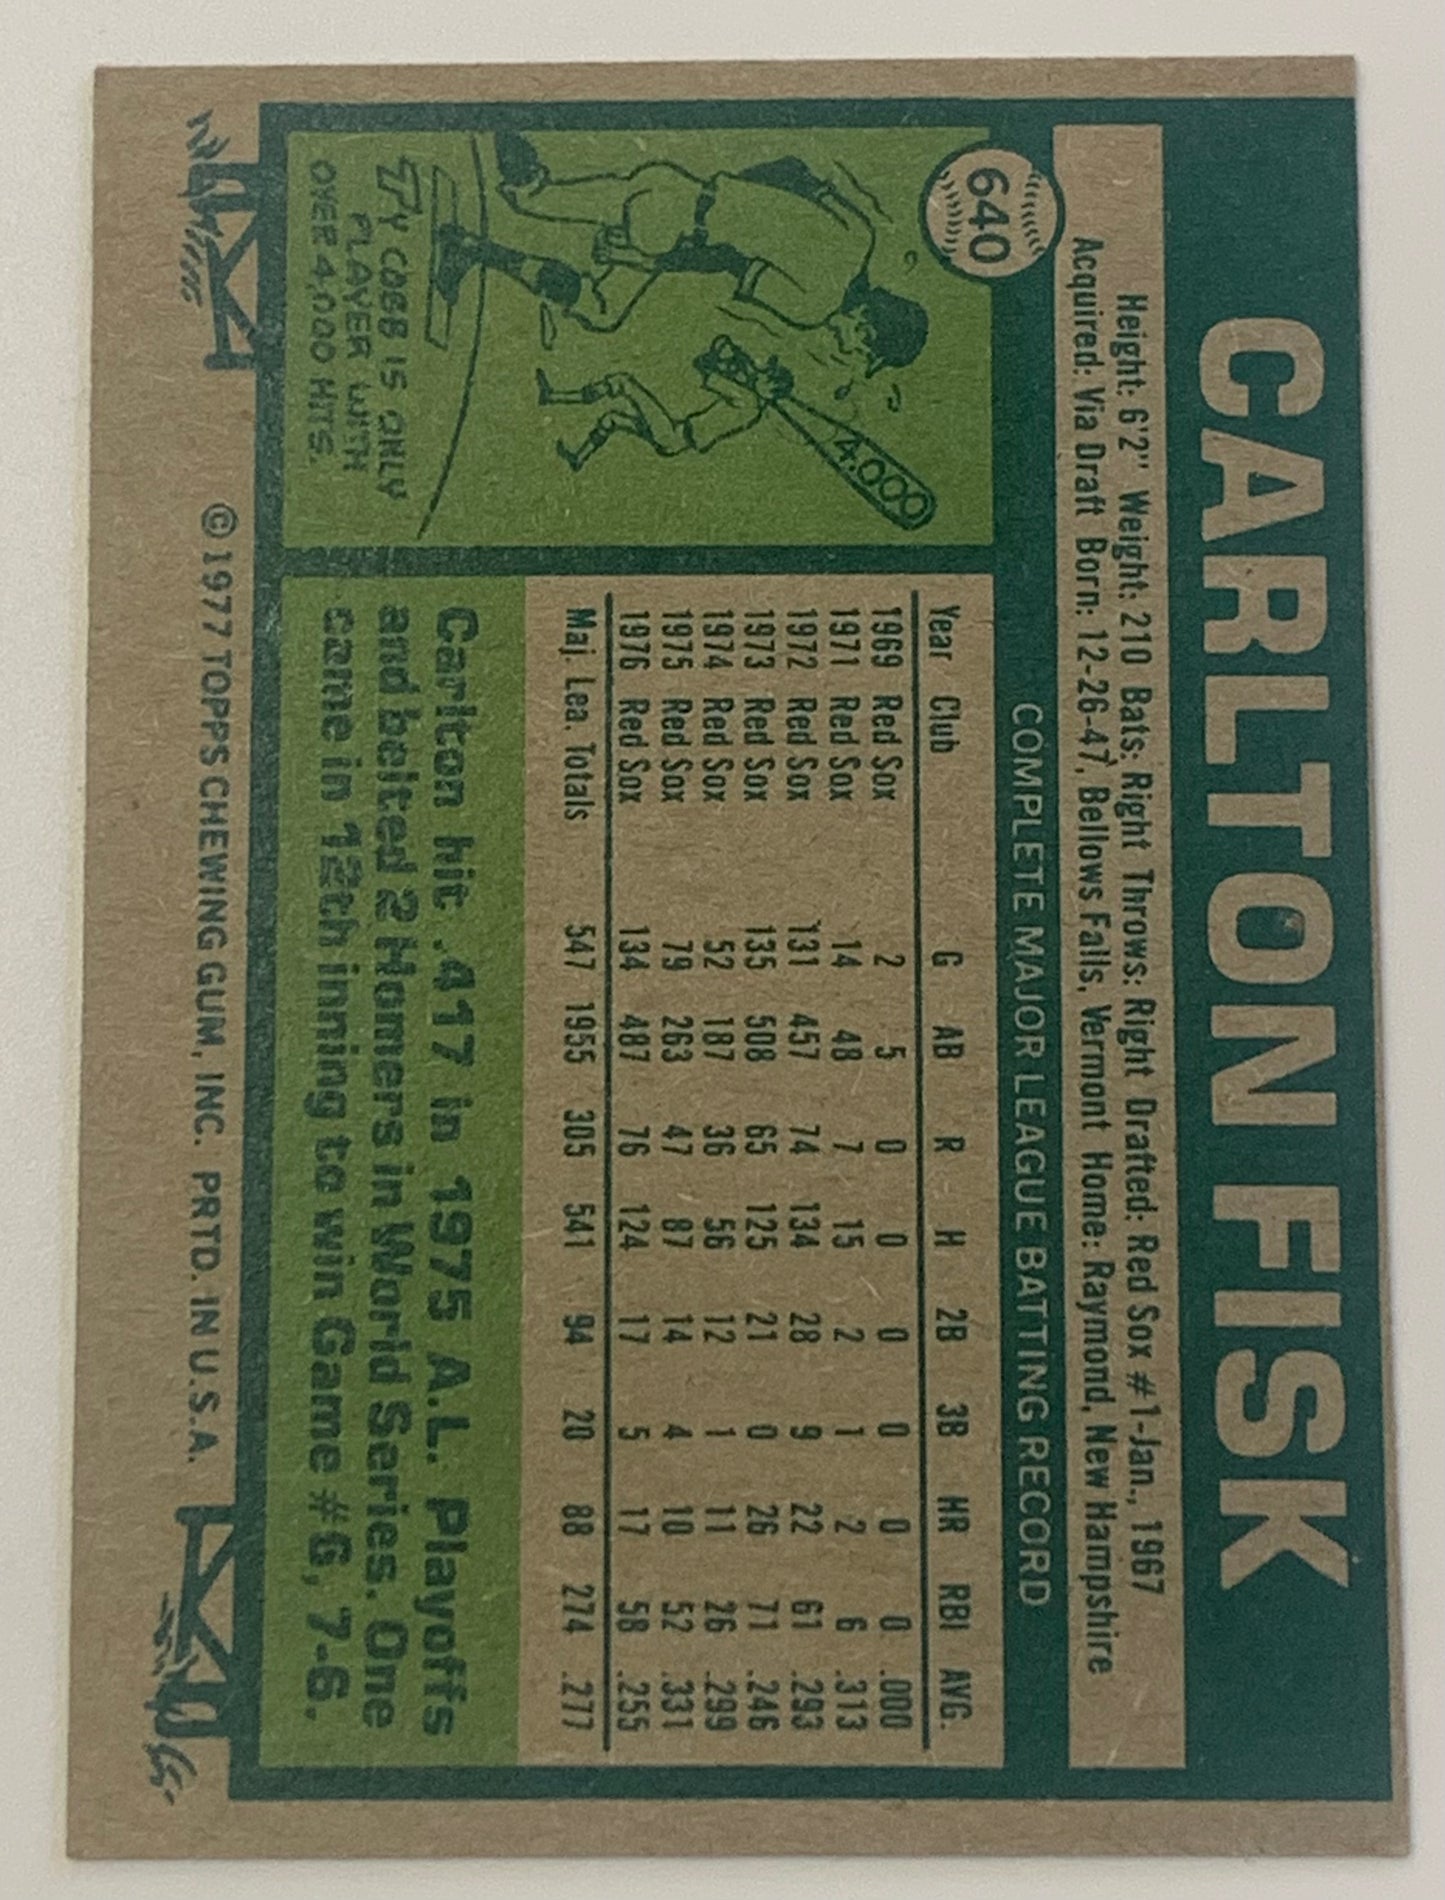 CARLTON FISK
Height: 6'2" Weight: 210 Bats: Right Throws: Right Drafted: Red Sox #1-Jan., 1967
Acquired: Via Draft Born: 12-26-47, Bellows Falls, Vermont Home: Raymond, New Hampshire
640
COMPLETE MAJOR LEAGUE BATTING RECORD
Year Club G AB R H 2B 3B HR RBI AVG.
1969 Red Sox 2 5 0 0 0 0 0 0 .000
1971 Red Sox 14 48 7 15 2 1 2 6 .313
1972 Red Sox 131 457 74 134 28 9 22 61 .293
1973 Red Sox 135 508 65 125 21 0 26 71 .246
1974 Red Sox 52 187 36 56 12 1 11 26 .299
1975 Red Sox 79 263 47 87 14 4 10 52 .331
1976 Red Sox 134 487 76 124 17 5 17 58 .255
Maj. Lea. Totals 547 1955 305 541 94 20 88 274 .277
4,000
TY COBB IS ONLY
PLAYER WITH
OVER 4,000 HITS.
Carlton hit .417 in 1975 A.L. Playoffs
and belted 2 Homers in World Series. One
came in 12th inning to win Game #6, 7-6.
©1977 TOPPS CHEWING GUM, INC. PRTD. IN U.S.A.